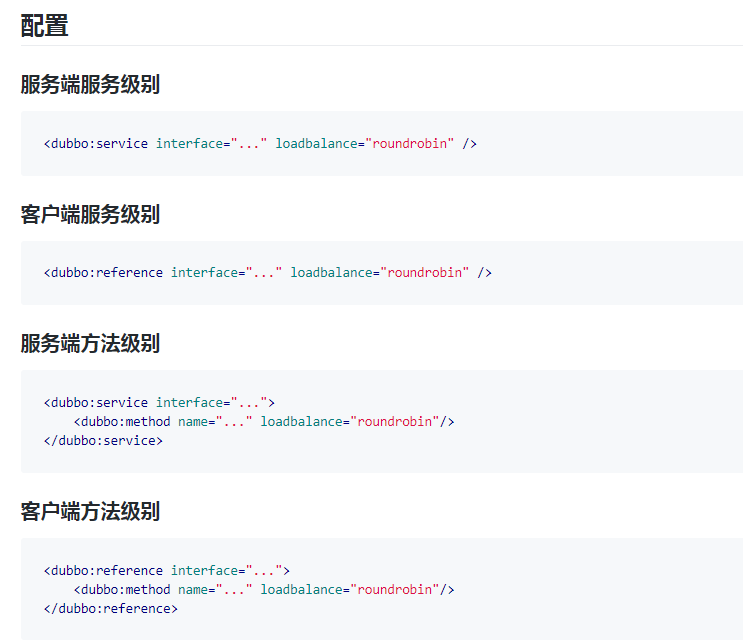 配置
服务端服务级别
<dubbo:service interface="..." loadbalance="roundrobin" />
客户端服务级别
<dubbo:reference interface="..." loadbalance="roundrobin" />
服务端方法级别
<dubbo:service interface="...">
    <dubbo:method name="..." loadbalance="roundrobin"/>
</dubbo:service>
客户端方法级别
<dubbo:reference interface="...">
    <dubbo:method name="..." loadbalance="roundrobin"/>
</dubbo:reference>